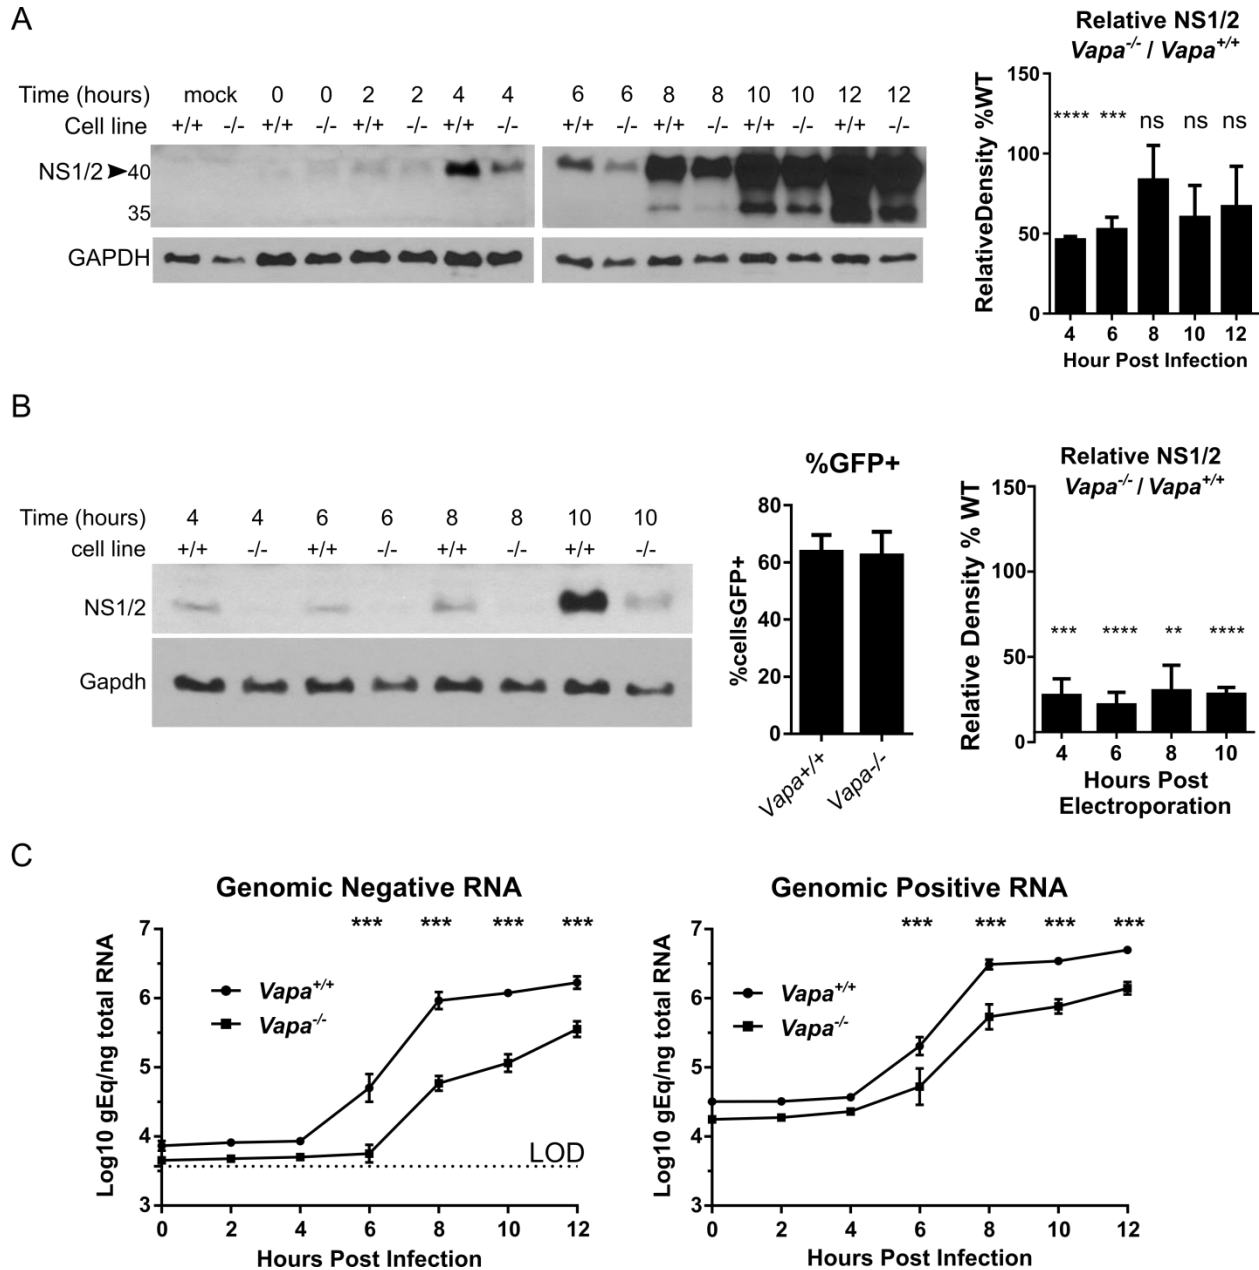 A
Time (hours) mock 0 0 2 2 4 4 6 6 8 8 10 10 12 12
Cell line +/+ -/- +/+ -/- +/+ -/- +/+ -/- +/+ -/- +/+ -/- +/+ -/- +/+ -/-
NS1/2 ►40
35
GAPDH
Relative NS1/2
Vapa-/- / Vapa+/+
RelativeDensity %WT
150
100
50
0
**** *** ns ns ns
4 6 8 10 12
Hour Post Infection
B
Time (hours) 4 4 6 6 8 8 10 10
cell line +/+ -/- +/+ -/- +/+ -/- +/+ -/-
NS1/2
Gapdh
%GFP+
%cellsGFP+
80
60
40
20
0
Vapa+/+ Vapa-/-
Relative NS1/2
Vapa-/- / Vapa+/+
Relative Density % WT
150
100
50
0
*** **** ** ****
4 6 8 10
Hours Post
Electroporation
C
Genomic Negative RNA
*** *** *** ***
Log10 gEq/ng total RNA
7
6
5
4
3
Vapa+/+
Vapa-/-
LOD
0 2 4 6 8 10 12
Hours Post Infection
Genomic Positive RNA
*** *** *** ***
Log10 gEq/ng total RNA
7
6
5
4
3
Vapa+/+
Vapa-/-
0 2 4 6 8 10 12
Hours Post Infection